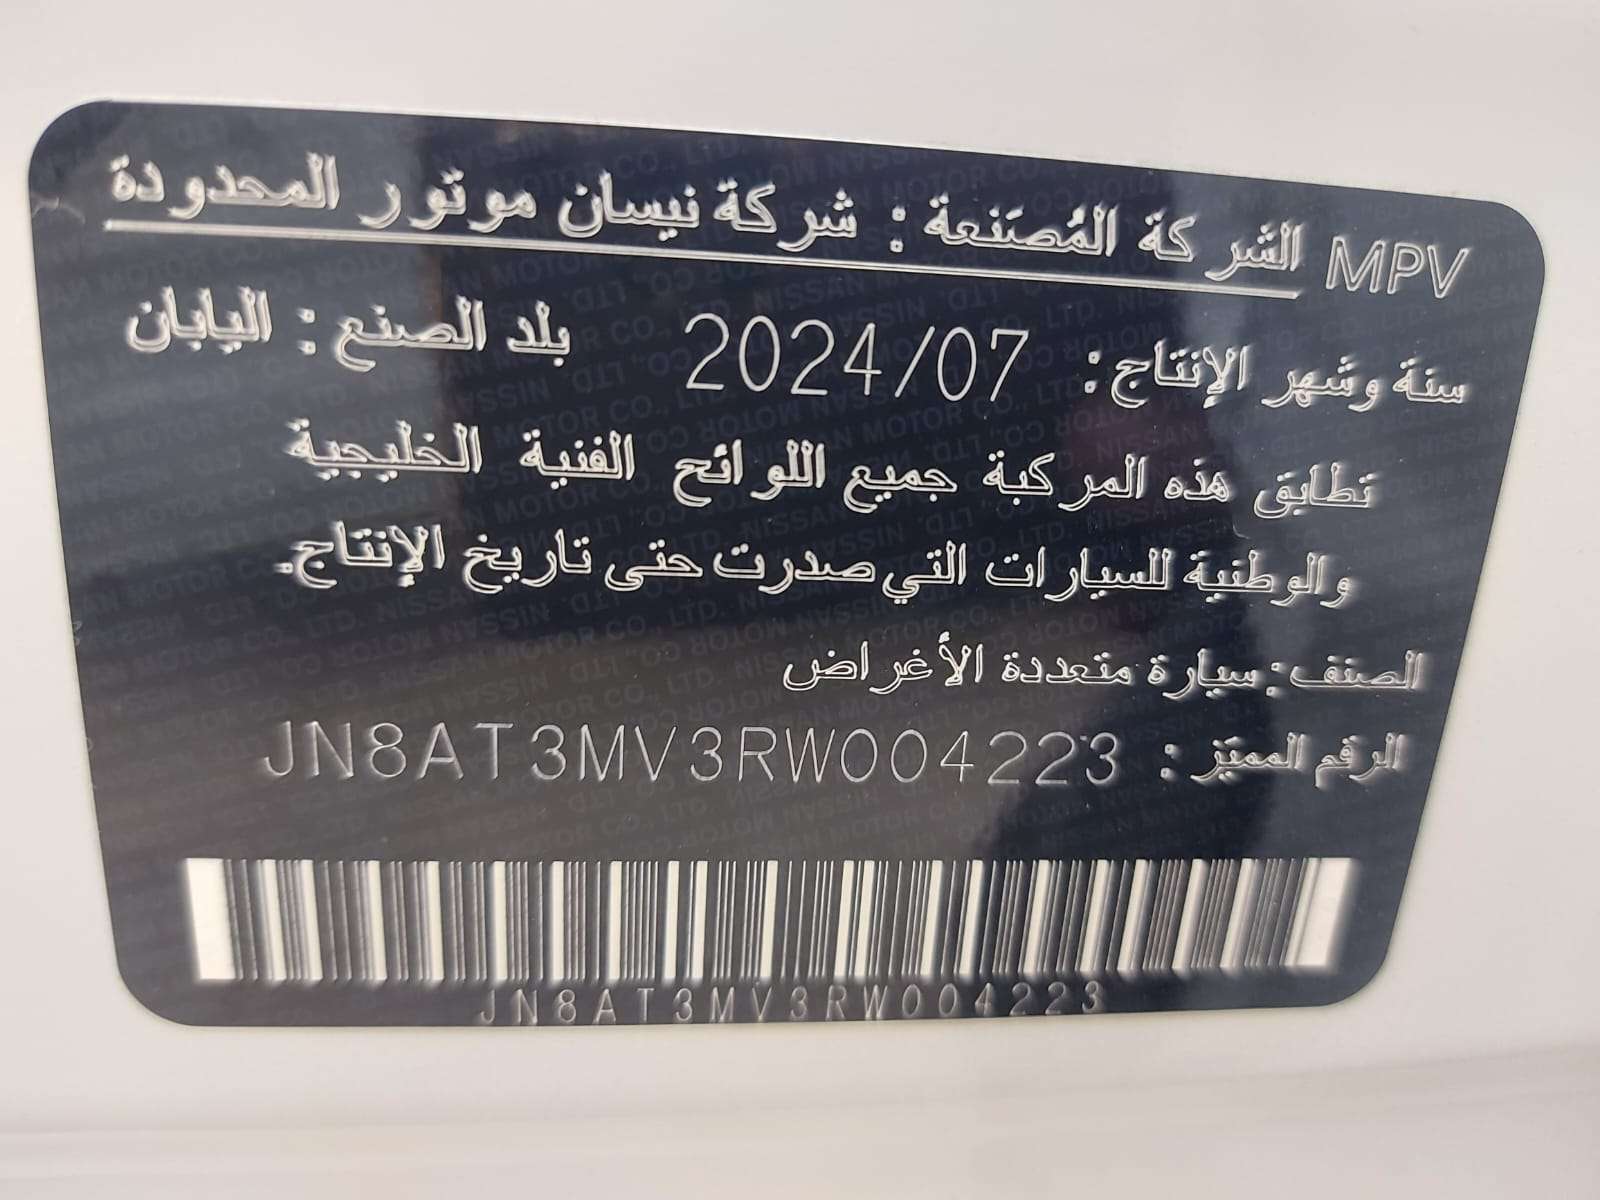 MPV الشركة المُصَنعة : شركة نيسان موتور المحدودة
سنة وشهر الإنتاج : 2024/07 بلد الصنع : اليابان
تطابق هذه المركبة جميع اللوائح الفنية الخليجية
والوطنية للسيارات التي صدرت حتى تاريخ الإنتاج.
الصنف : سيارة متعددة الأغراض
الرقم المميّز : JN8AT3MV3RW004223
JN8AT3MV3RW004223